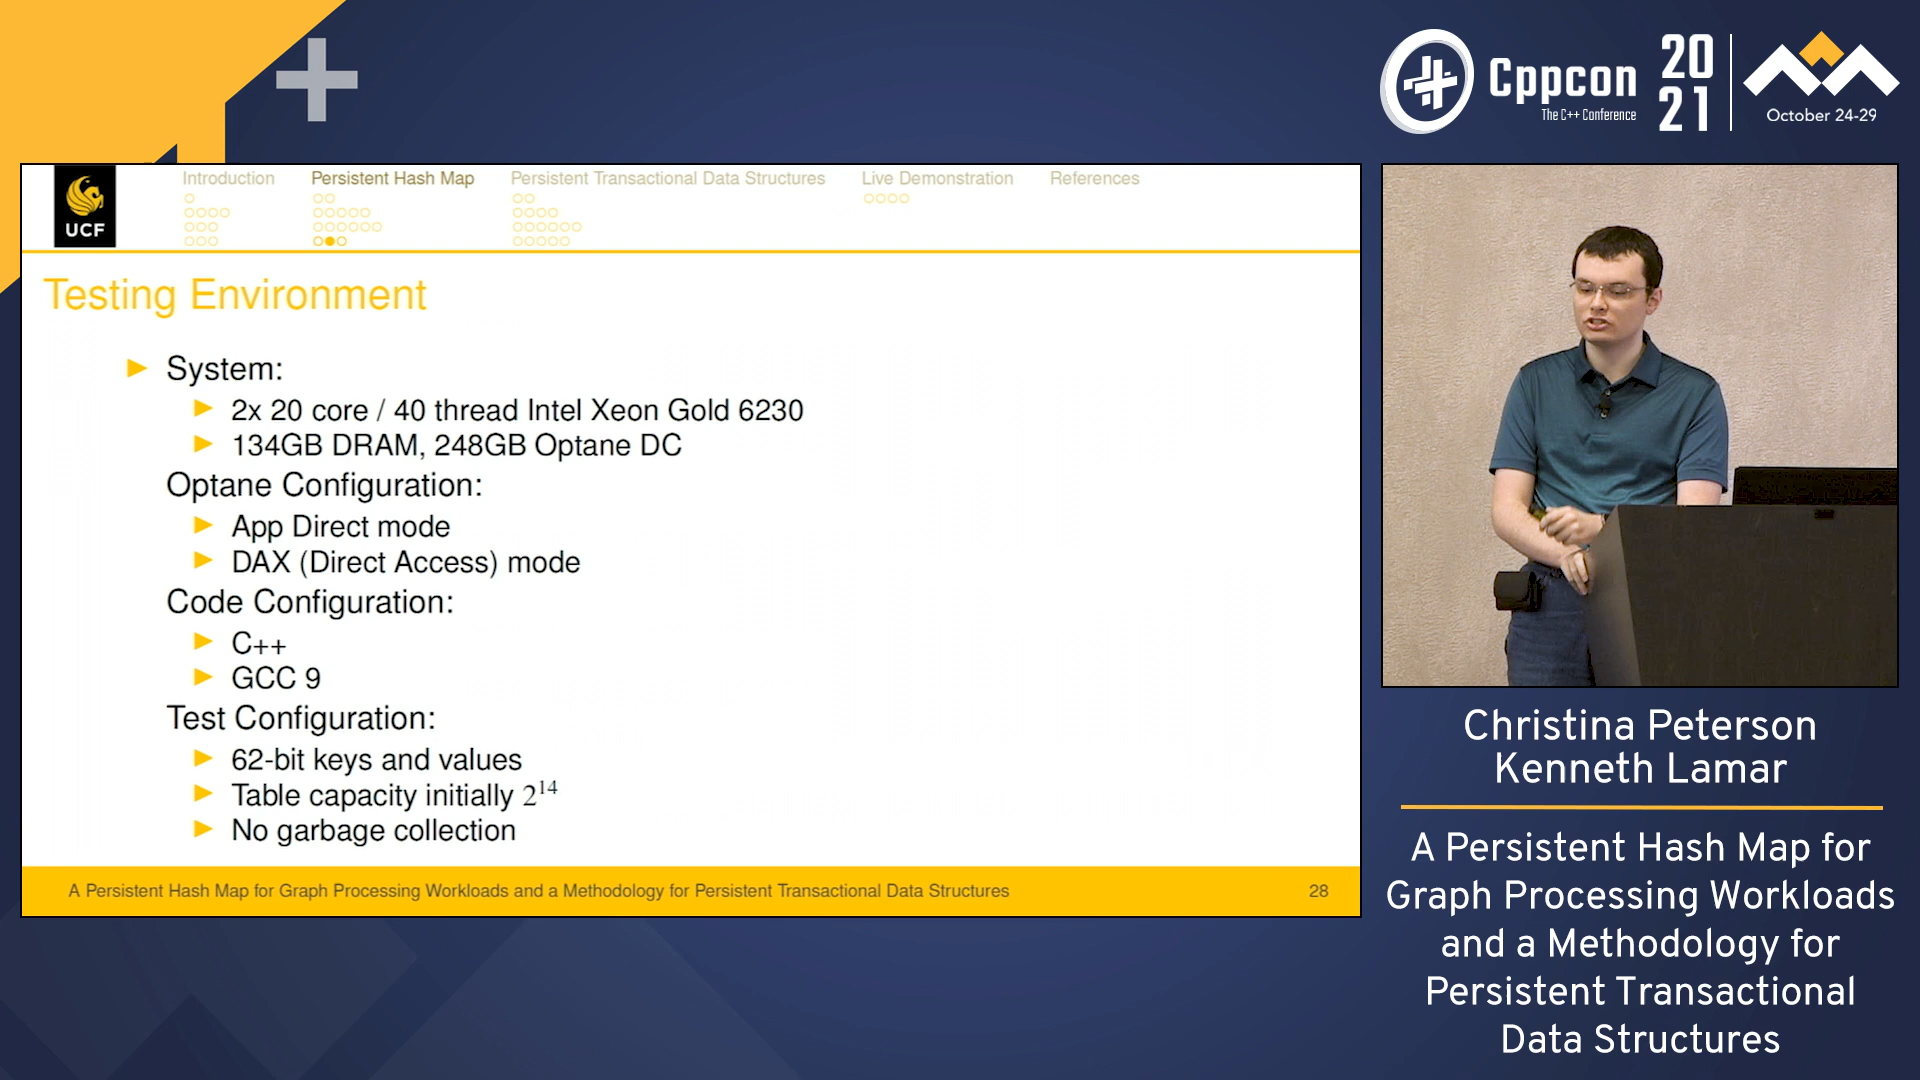 Cppcon
The C++ Conference
20
21
October 24-29
UCF
Introduction
Persistent Hash Map
Persistent Transactional Data Structures
Live Demonstration
References
Testing Environment
System:
2x 20 core / 40 thread Intel Xeon Gold 6230
134GB DRAM, 248GB Optane DC
Optane Configuration:
App Direct mode
DAX (Direct Access) mode
Code Configuration:
C++
GCC 9
Test Configuration:
62-bit keys and values
Table capacity initially 2¹⁴
No garbage collection
A Persistent Hash Map for Graph Processing Workloads and a Methodology for Persistent Transactional Data Structures
28
Christina Peterson
Kenneth Lamar
A Persistent Hash Map for
Graph Processing Workloads
and a Methodology for
Persistent Transactional
Data Structures